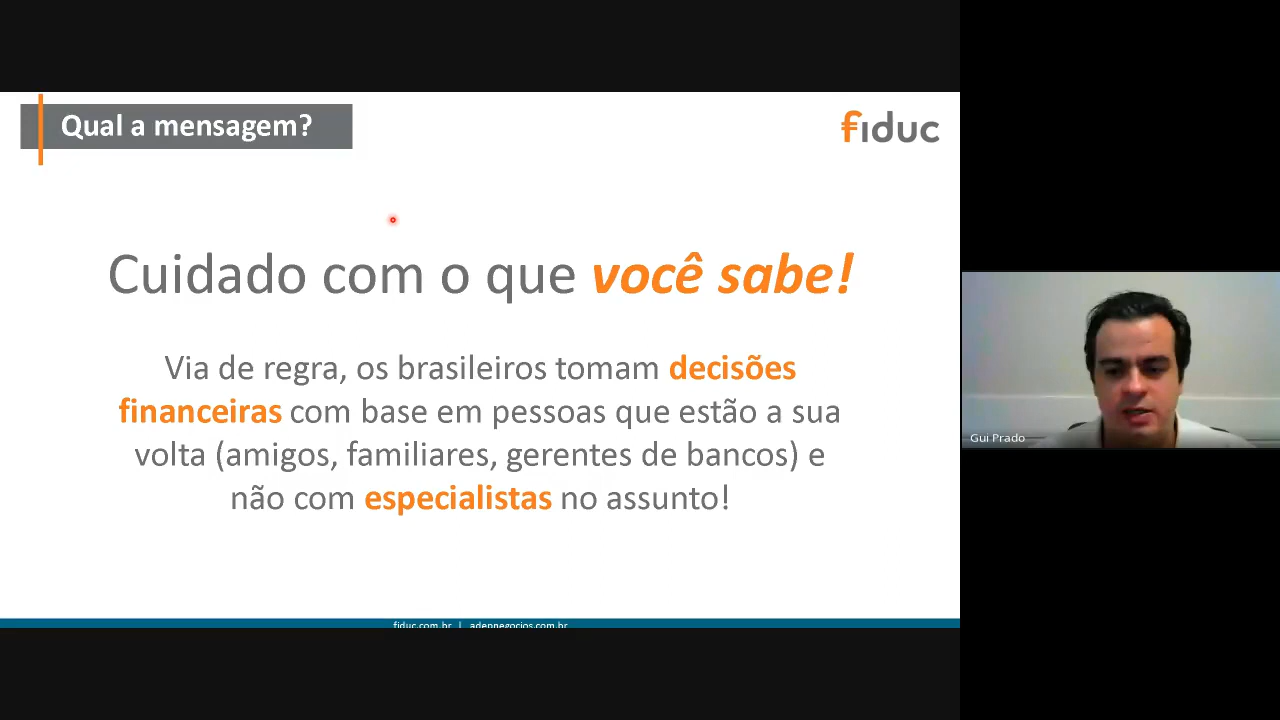 Qual a mensagem?
fiduc
Cuidado com o que você sabe!
Via de regra, os brasileiros tomam decisões
financeiras com base em pessoas que estão a sua
volta (amigos, familiares, gerentes de bancos) e
não com especialistas no assunto!
Gui Prado
fiduc.com.br | adennegocios.com.br